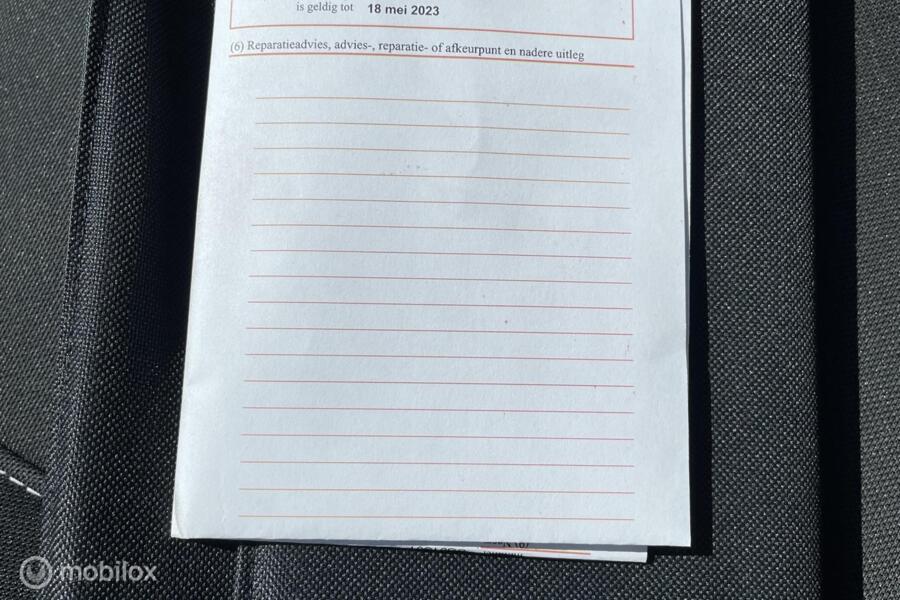 is geldig tot 18 mei 2023
(6) Reparatieadvies, advies-, reparatie- of afkeurpunt en nadere uitleg
mobilox